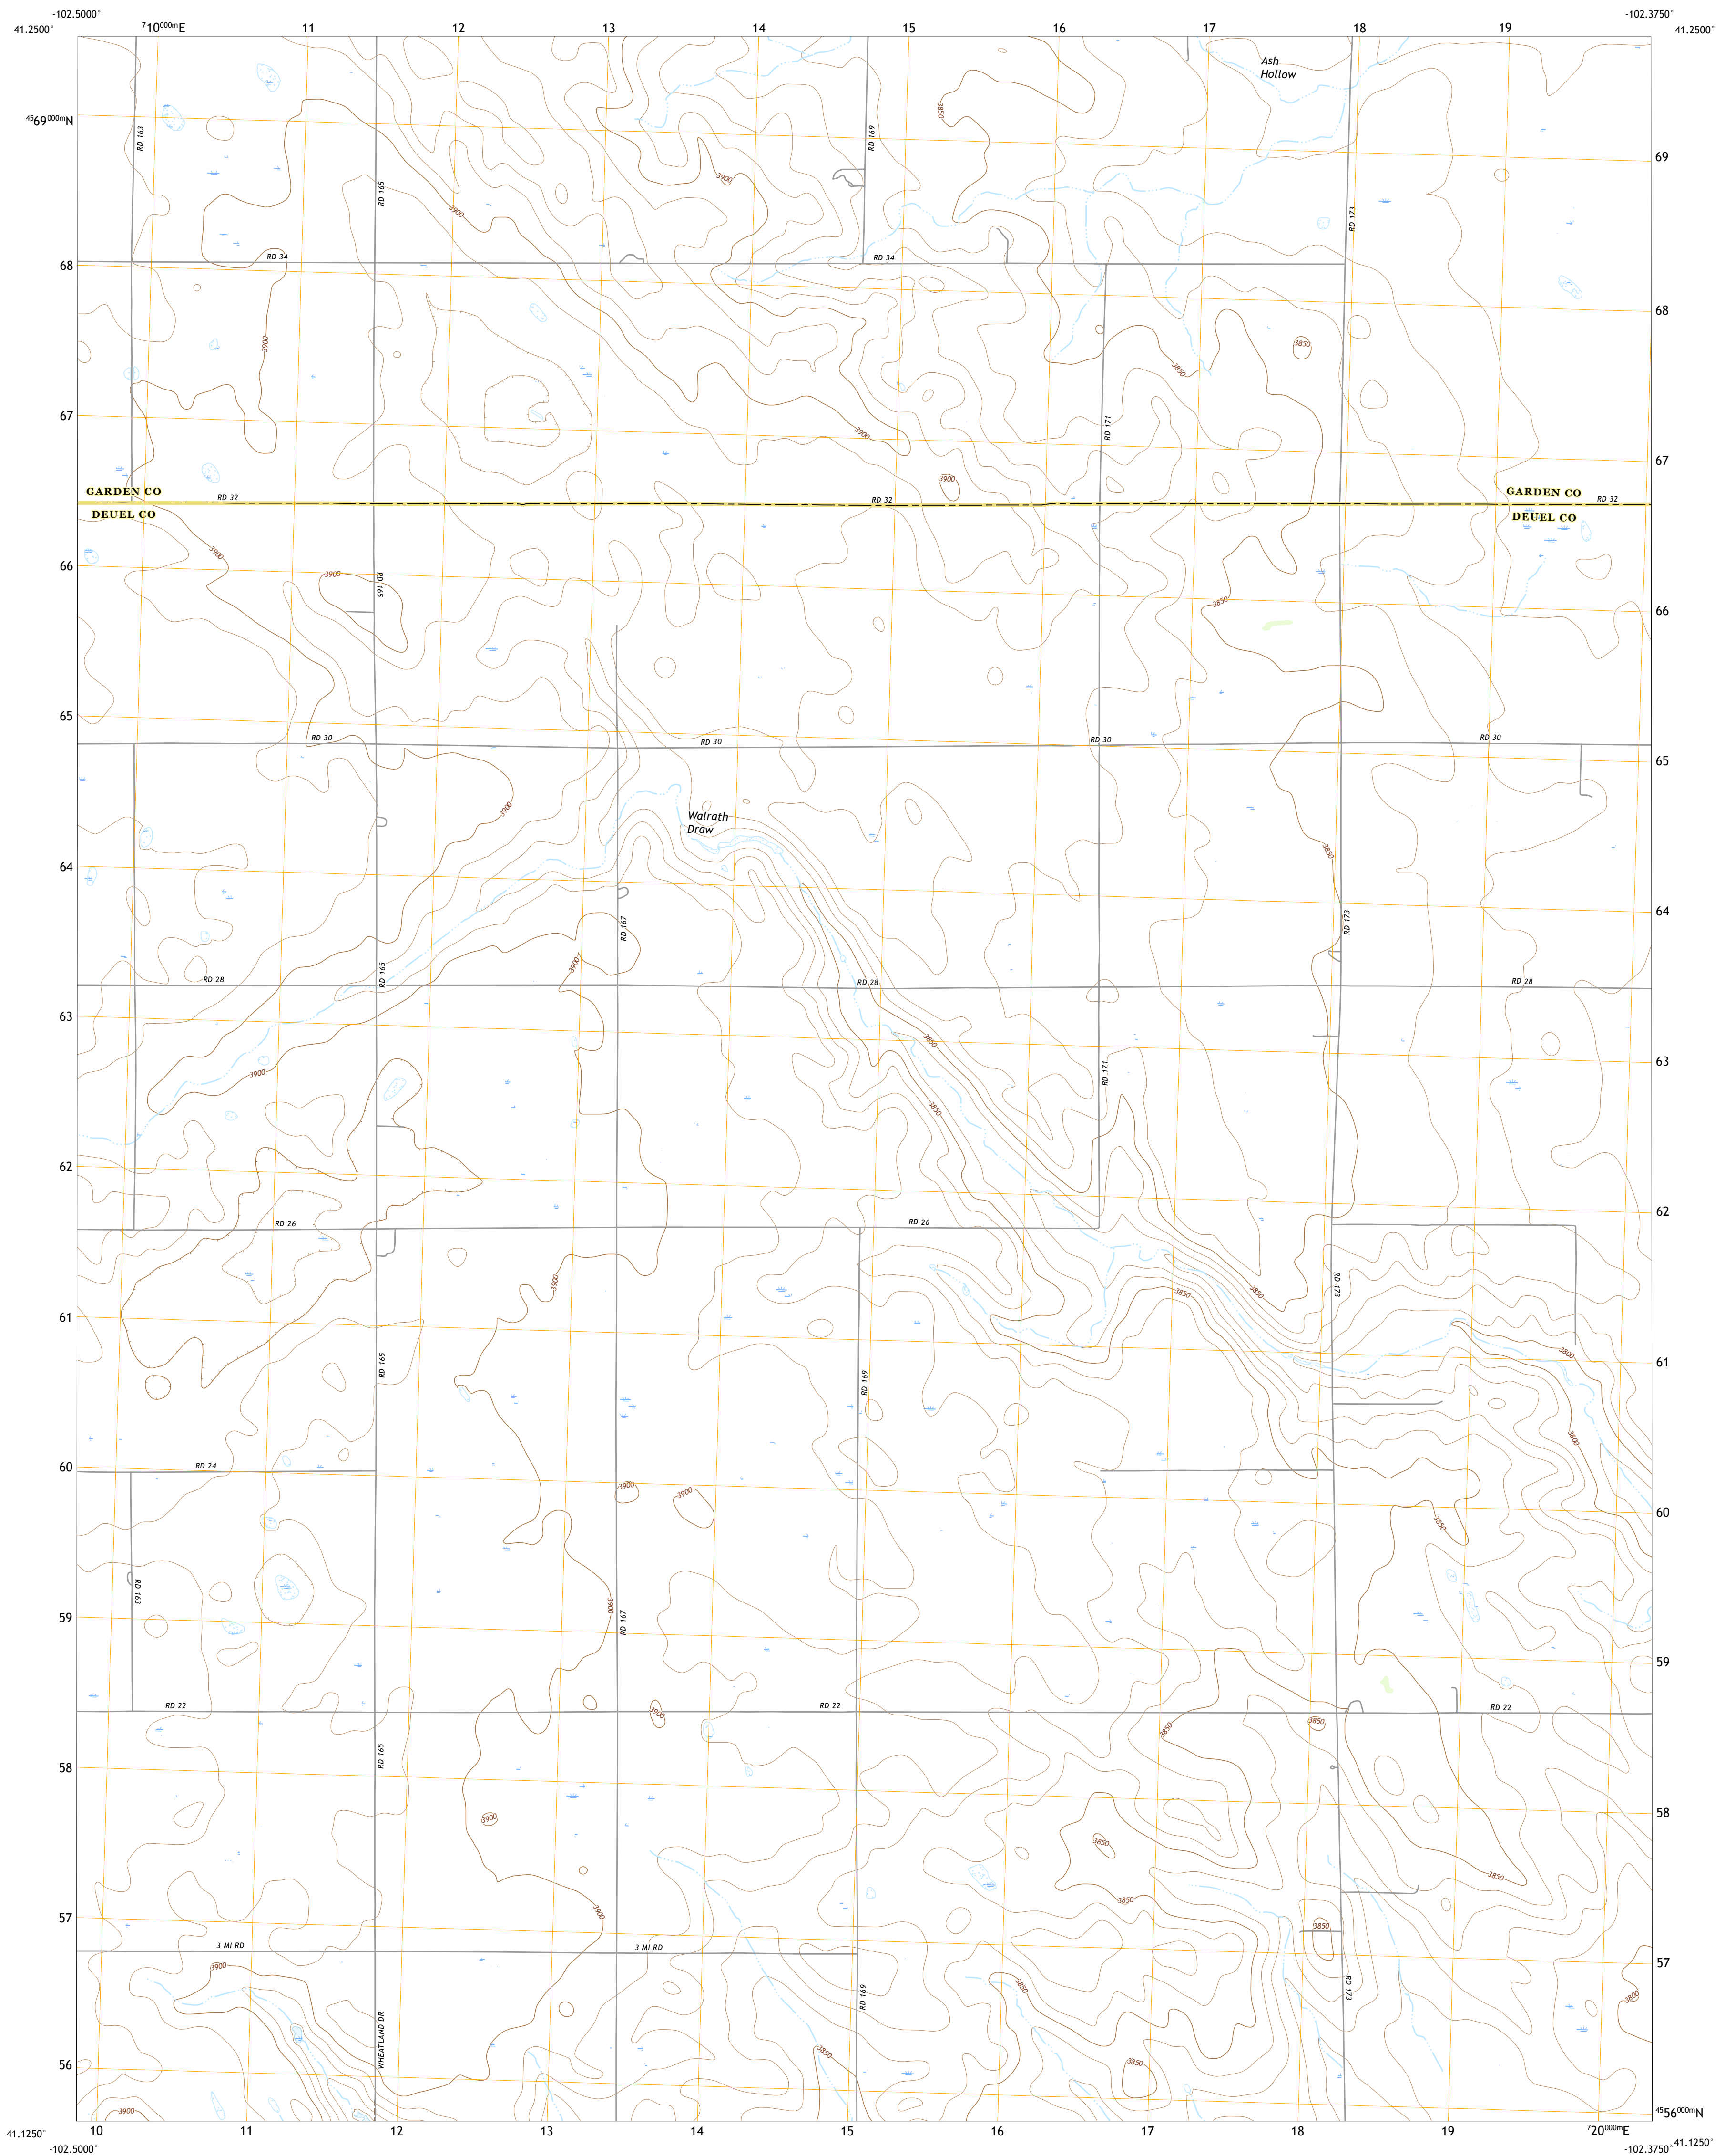 -102.5000°
-102.3750°
41.2500°
⁷10⁰⁰⁰ᵐE
11
12
13
14
15
16
17
18
19
41.2500°
Ash
Hollow
3850
⁴⁵69⁰⁰⁰ᵐN
RD 163
RD 169
69
3900
RD 165
3900
RD 173
RD 34
RD 34
68
68
3900
3850
3850
67
RD 171
3900
67
3900
GARDEN CO
GARDEN CO
RD 32
RD 32
RD 32
DEUEL CO
DEUEL CO
3900
66
3900
RD 165
3850
66
65
RD 30
RD 30
RD 30
RD 30
65
3900
Walrath
Draw
3850
64
64
RD 167
RD 173
3900
RD 165
RD 28
RD 28
RD 28
63
3850
63
3900
RD 171
3850
62
62
RD 26
RD 26
3900
RD 173
3850
3850
61
3800
61
RD 165
RD 169
3800
60
RD 24
3900
3900
60
3850
RD 163
3900
RD 167
59
59
RD 22
RD 22
RD 22
3900
3850
3850
RD 165
58
58
3900
3850
3850
3850
57
3900
3850
3 MI RD
3 MI RD
57
3900
3850
RD 169
RD 173
3800
WHEATLAND DR
56
3850
3850
3900
⁴⁵56⁰⁰⁰ᵐN
10
11
12
13
14
15
16
17
18
19
⁷20⁰⁰⁰ᵐE
41.1250°
41.1250°
-102.5000°
-102.3750°